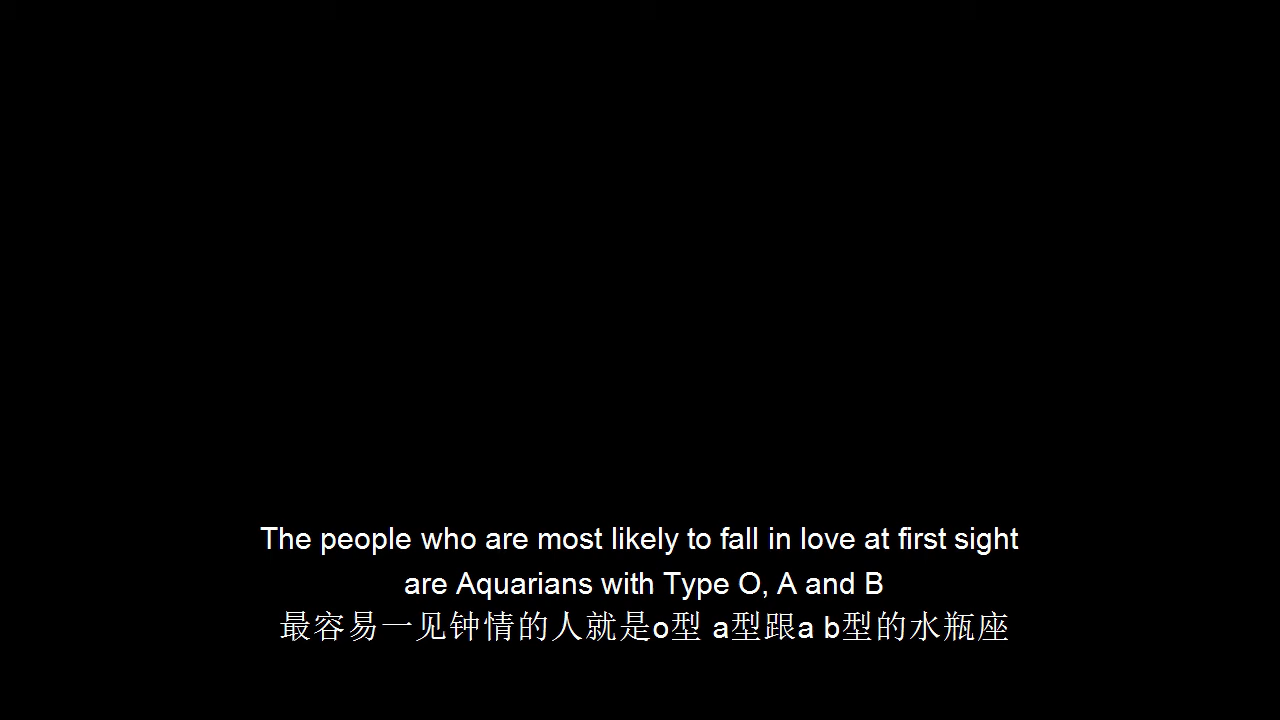 The people who are most likely to fall in love at first sight
are Aquarians with Type O, A and B
最容易一见钟情的人就是o型 a型跟a b型的水瓶座